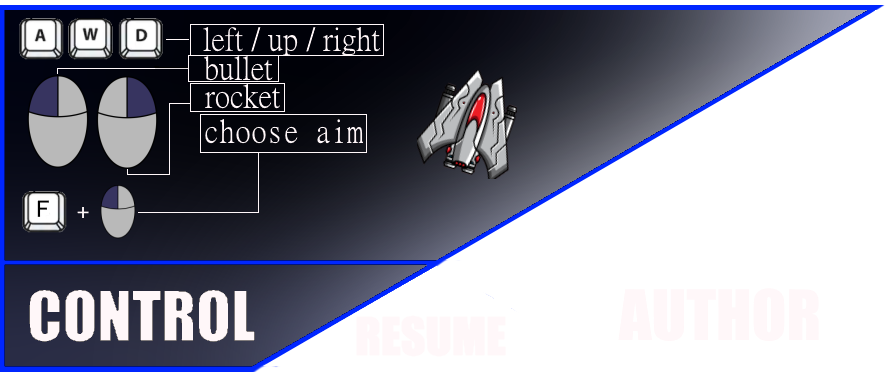 A W D left / up / right
bullet
rocket
choose aim
F +
CONTROL
RESUME
AUTHOR